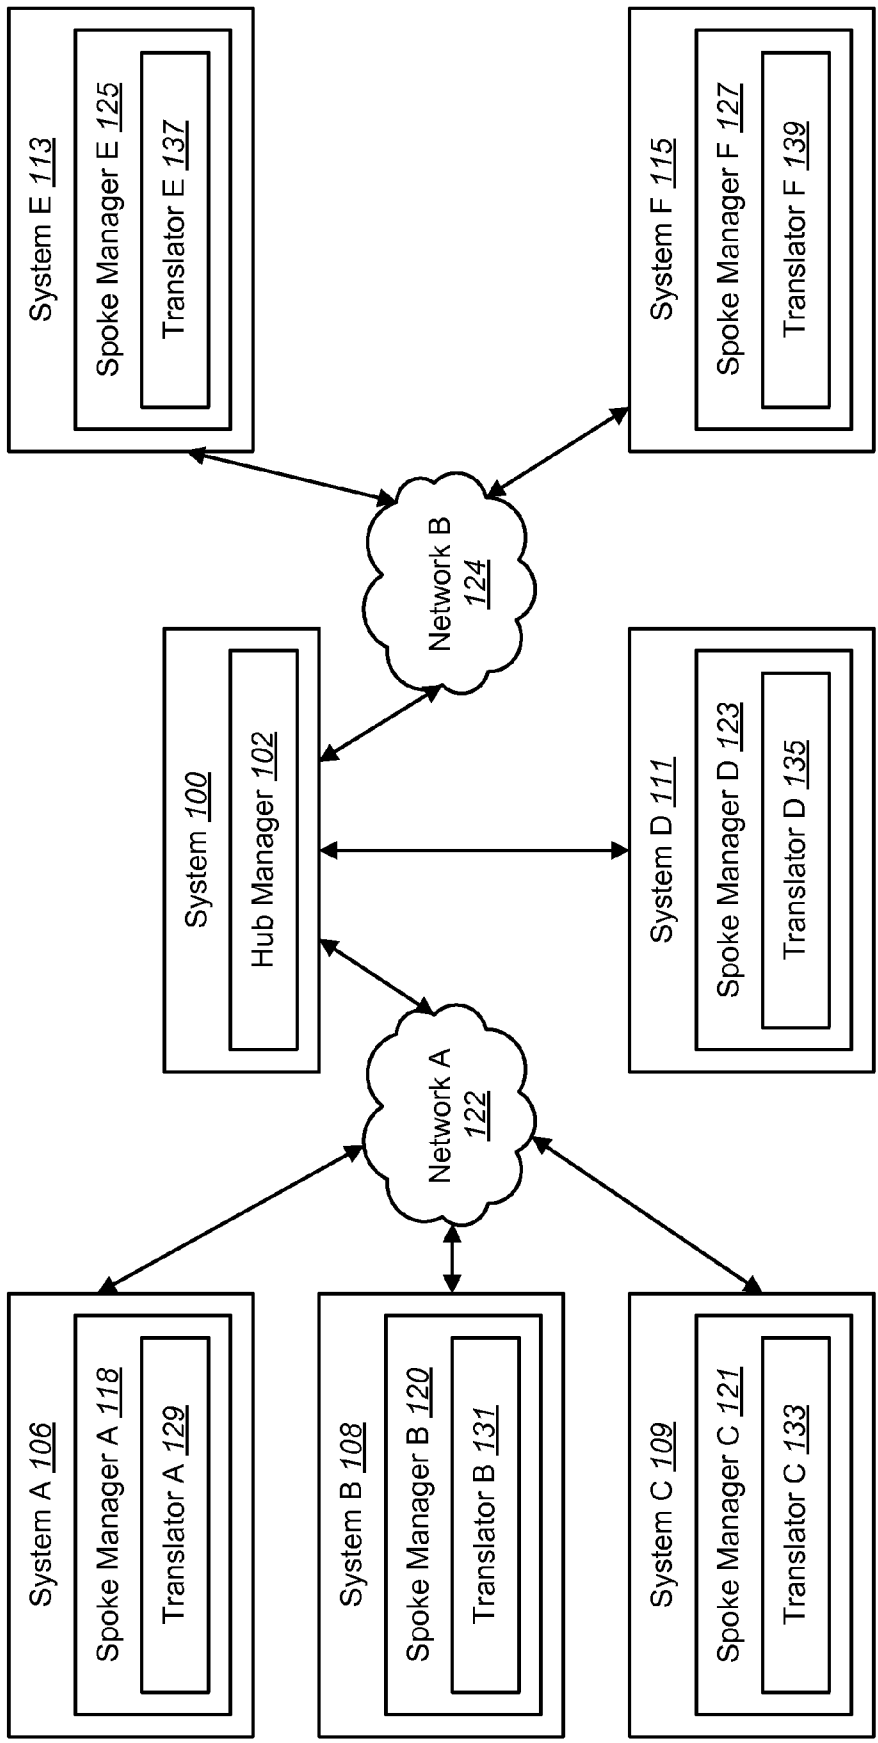 System A 106
Spoke Manager A 118
Translator A 129
System B 108
Spoke Manager B 120
Translator B 131
System C 109
Spoke Manager C 121
Translator C 133
Network A
122
System 100
Hub Manager 102
System D 111
Spoke Manager D 123
Translator D 135
Network B
124
System E 113
Spoke Manager E 125
Translator E 137
System F 115
Spoke Manager F 127
Translator F 139